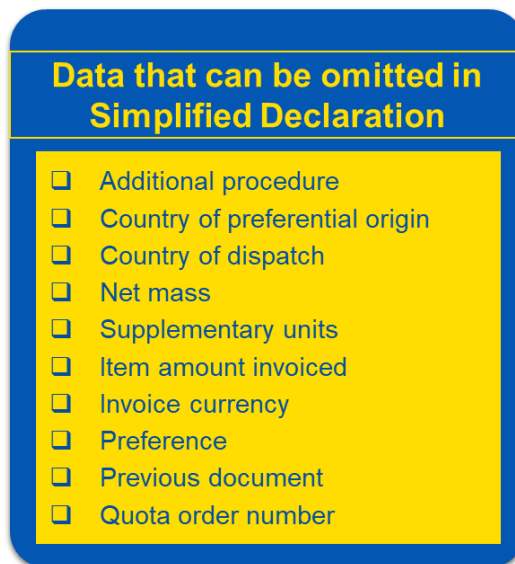 Data that can be omitted in
Simplified Declaration
❑ Additional procedure
❑ Country of preferential origin
❑ Country of dispatch
❑ Net mass
❑ Supplementary units
❑ Item amount invoiced
❑ Invoice currency
❑ Preference
❑ Previous document
❑ Quota order number